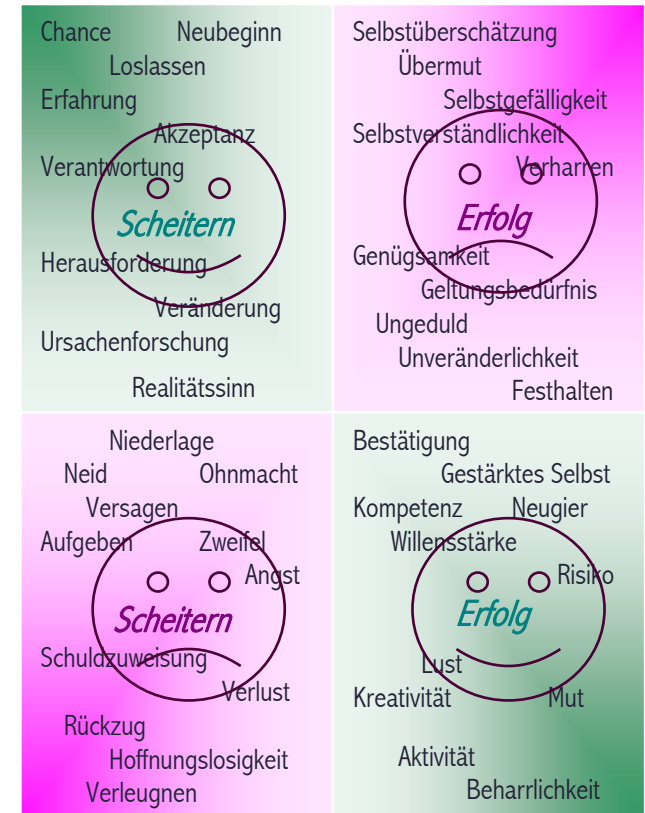 Chance Neubeginn
Loslassen
Erfahrung
Akzeptanz
Verantwortung
Scheitern
Herausforderung
Veränderung
Ursachenforschung
Realitätssinn
Selbstüberschätzung
Übermut
Selbstgefälligkeit
Selbstverständlichkeit
Verharren
Erfolg
Genügsamkeit
Geltungsbedürfnis
Ungeduld
Unveränderlichkeit
Festhalten
Niederlage
Neid Ohnmacht
Versagen
Aufgeben Zweifel
Angst
Scheitern
Schuldzuweisung
Verlust
Rückzug
Hoffnungslosigkeit
Verleugnen
Bestätigung
Gestärktes Selbst
Kompetenz Neugier
Willensstärke
Risiko
Erfolg
Lust
Kreativität Mut
Aktivität
Beharrlichkeit